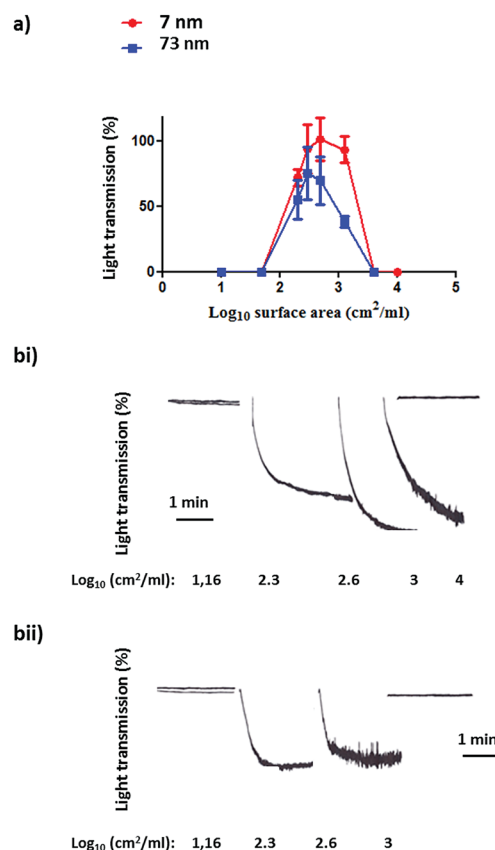 a)
7 nm
73 nm
Light transmission (%)
100
50
0
0 1 2 3 4 5
Log10 surface area (cm²/ml)
bi)
Light transmission (%)
1 min
Log10 (cm²/ml): 1,16 2.3 2.6 3 4
bii)
Light transmission (%)
1 min
Log10 (cm²/ml): 1,16 2.3 2.6 3